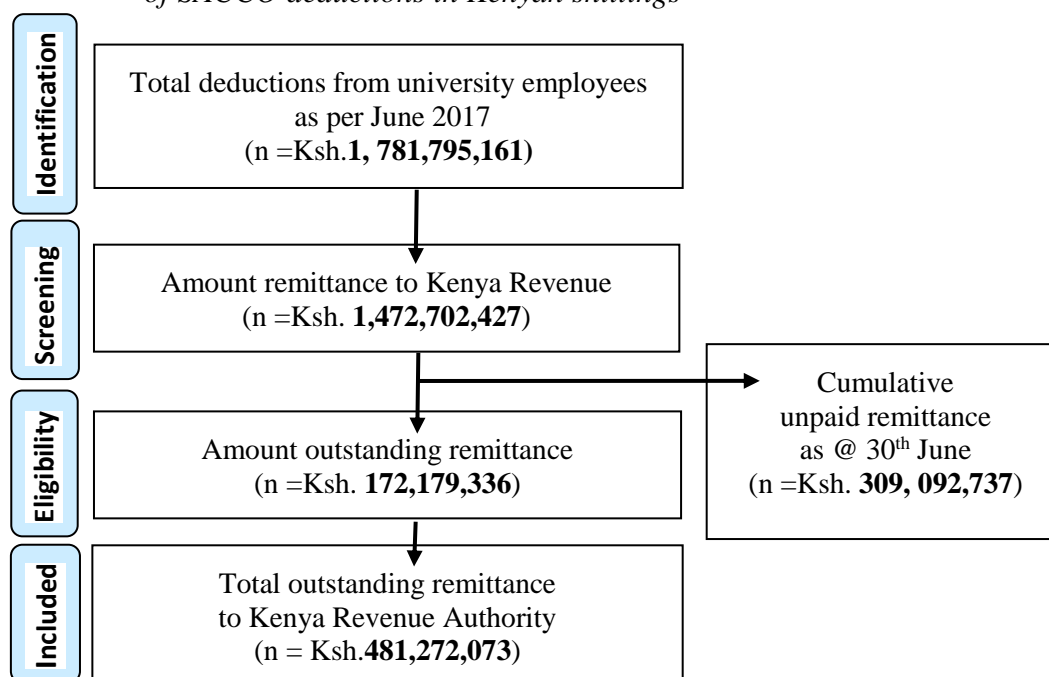 of SACCO deductions in Kenyan shillings
Identification
Total deductions from university employees
as per June 2017
(n =Ksh.1, 781,795,161)
Screening
Amount remittance to Kenya Revenue
(n =Ksh. 1,472,702,427)
Cumulative
unpaid remittance
as @ 30th June
(n =Ksh. 309, 092,737)
Eligibility
Amount outstanding remittance
(n =Ksh. 172,179,336)
Included
Total outstanding remittance
to Kenya Revenue Authority
(n = Ksh.481,272,073)